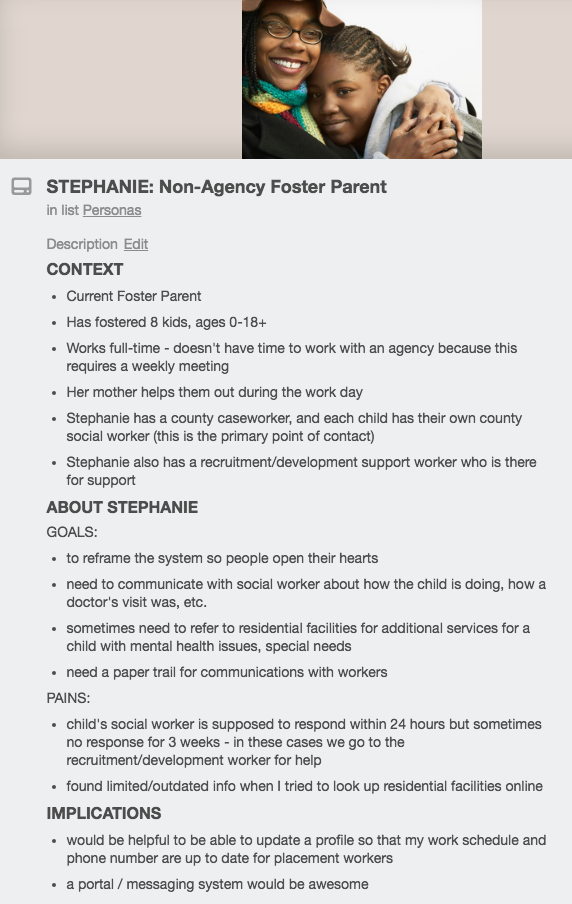 STEPHANIE: Non-Agency Foster Parent
in list Personas
Description Edit
CONTEXT
• Current Foster Parent
• Has fostered 8 kids, ages 0-18+
• Works full-time - doesn't have time to work with an agency because this
requires a weekly meeting
• Her mother helps them out during the work day
• Stephanie has a county caseworker, and each child has their own county
social worker (this is the primary point of contact)
• Stephanie also has a recruitment/development support worker who is there
for support
ABOUT STEPHANIE
GOALS:
• to reframe the system so people open their hearts
• need to communicate with social worker about how the child is doing, how a
doctor's visit was, etc.
• sometimes need to refer to residential facilities for additional services for a
child with mental health issues, special needs
• need a paper trail for communications with workers
PAINS:
• child's social worker is supposed to respond within 24 hours but sometimes
no response for 3 weeks - in these cases we go to the
recruitment/development worker for help
• found limited/outdated info when I tried to look up residential facilities online
IMPLICATIONS
• would be helpful to be able to update a profile so that my work schedule and
phone number are up to date for placement workers
• a portal / messaging system would be awesome